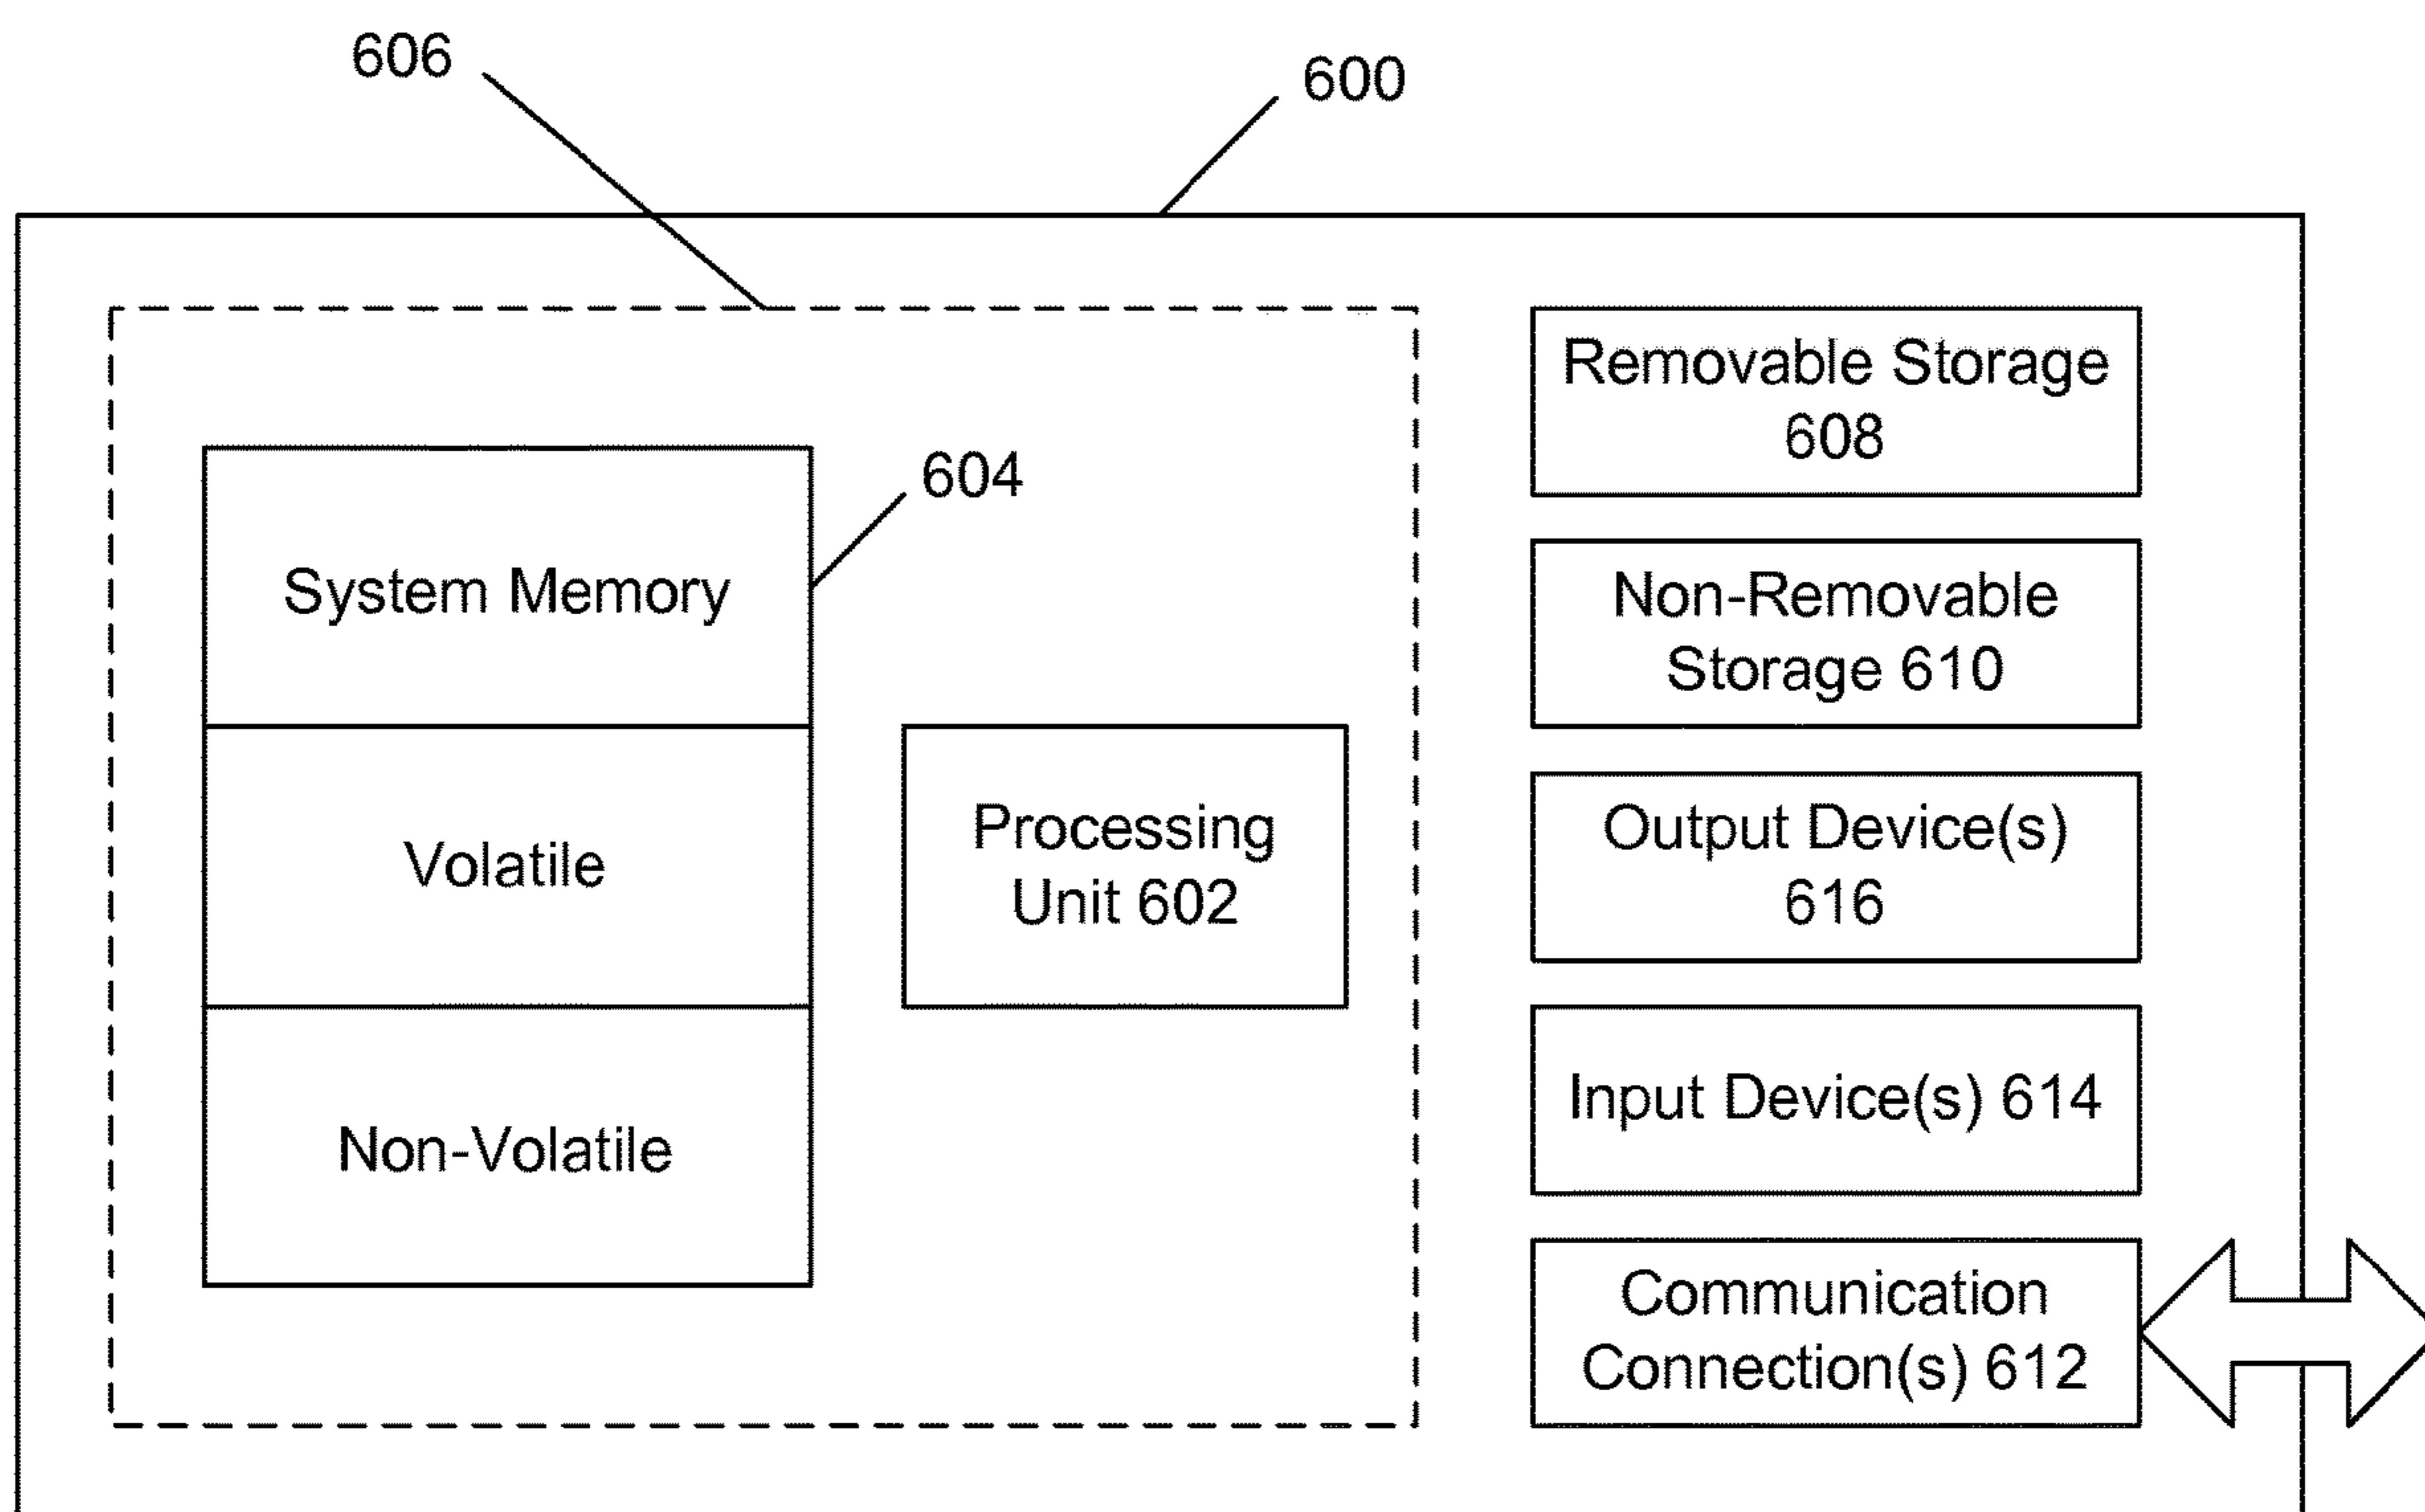 606
600
604
System Memory
Volatile
Non-Volatile
Processing
Unit 602
Removable Storage
608
Non-Removable
Storage 610
Output Device(s)
616
Input Device(s) 614
Communication
Connection(s) 612